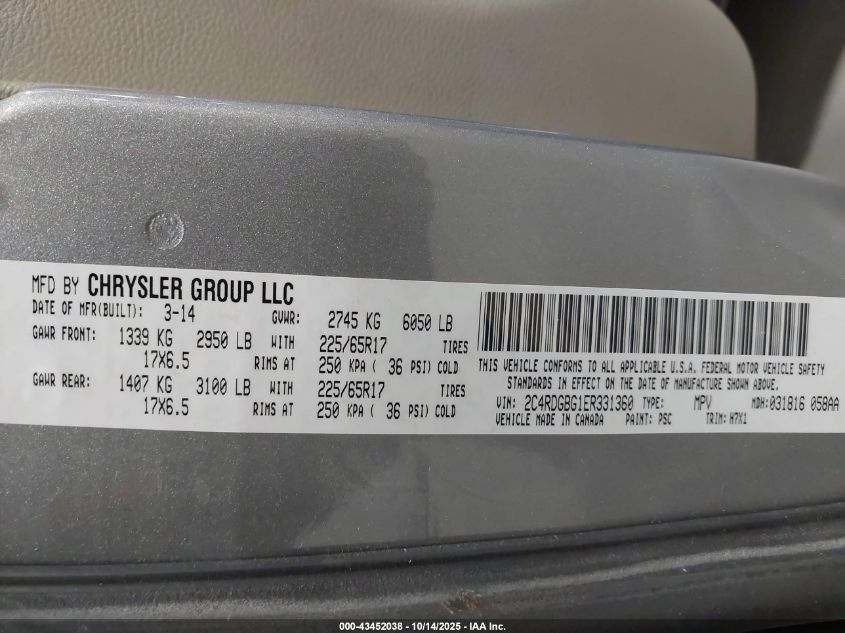 MFD BY CHRYSLER GROUP LLC
DATE OF MFR(BUILT): 3-14 GVWR: 2745 KG 6050 LB
GAWR FRONT: 1339 KG 2950 LB WITH 225/65R17 TIRES
17X6.5 RIMS AT 250 KPA ( 36 PSI) COLD
GAWR REAR: 1407 KG 3100 LB WITH 225/65R17 TIRES
17X6.5 RIMS AT 250 KPA ( 36 PSI) COLD
THIS VEHICLE CONFORMS TO ALL APPLICABLE U.S.A. FEDERAL MOTOR VEHICLE SAFETY
STANDARDS IN EFFECT ON THE DATE OF MANUFACTURE SHOWN ABOVE.
VIN: 2C4RDGBG1ER331360 TYPE: MPV MDH:031816 058AA
VEHICLE MADE IN CANADA PAINT: PSC TRIM: H7X1
000-43452038 - 10/14/2025 - IAA Inc.